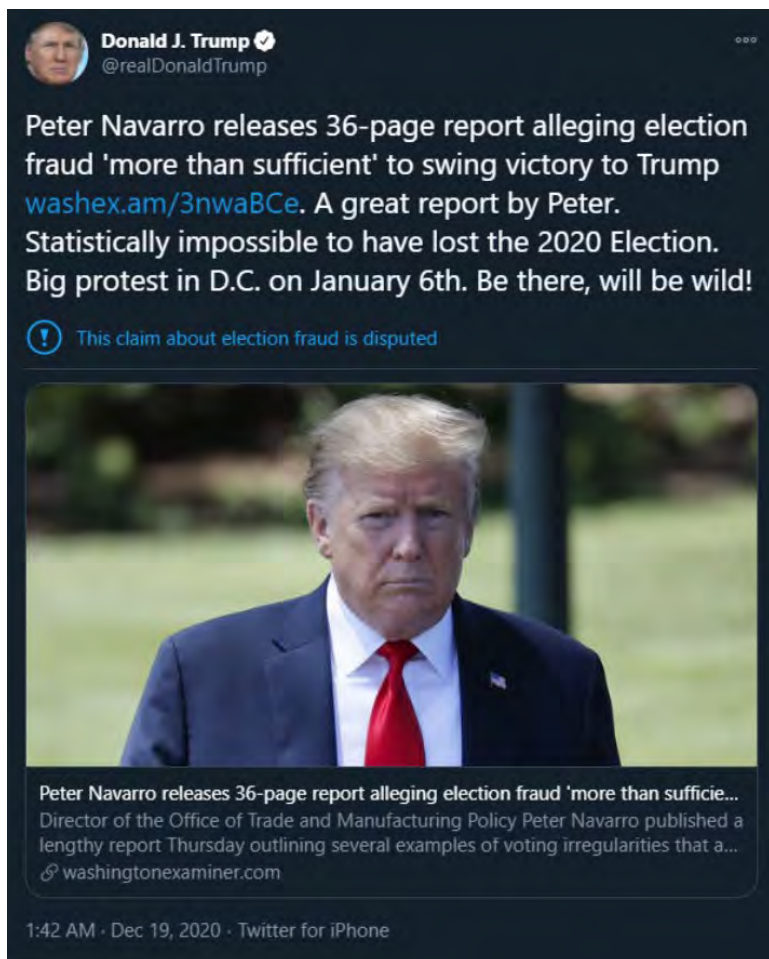 Donald J. Trump
@realDonaldTrump
Peter Navarro releases 36-page report alleging election
fraud 'more than sufficient' to swing victory to Trump
washex.am/3nwaBCe. A great report by Peter.
Statistically impossible to have lost the 2020 Election.
Big protest in D.C. on January 6th. Be there, will be wild!
This claim about election fraud is disputed
Peter Navarro releases 36-page report alleging election fraud 'more than sufficie...
Director of the Office of Trade and Manufacturing Policy Peter Navarro published a
lengthy report Thursday outlining several examples of voting irregularities that a...
washingtonexaminer.com
1:42 AM · Dec 19, 2020 · Twitter for iPhone